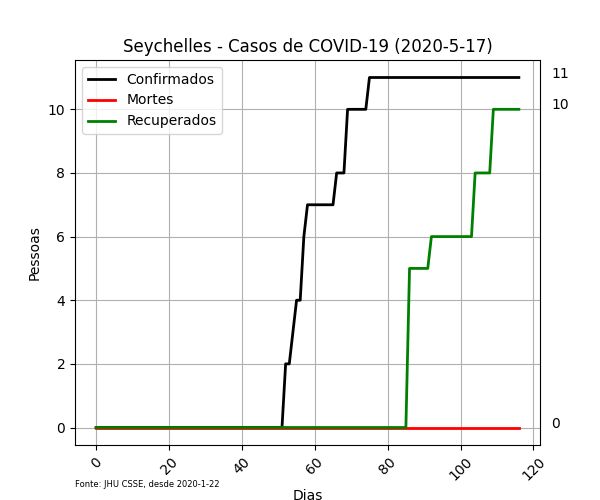 Seychelles - Casos de COVID-19 (2020-5-17)
Confirmados
Mortes
Recuperados
11
10
0
Pessoas
10
8
6
4
2
0
0
20
40
60
80
100
120
Fonte: JHU CSSE, desde 2020-1-22
Dias